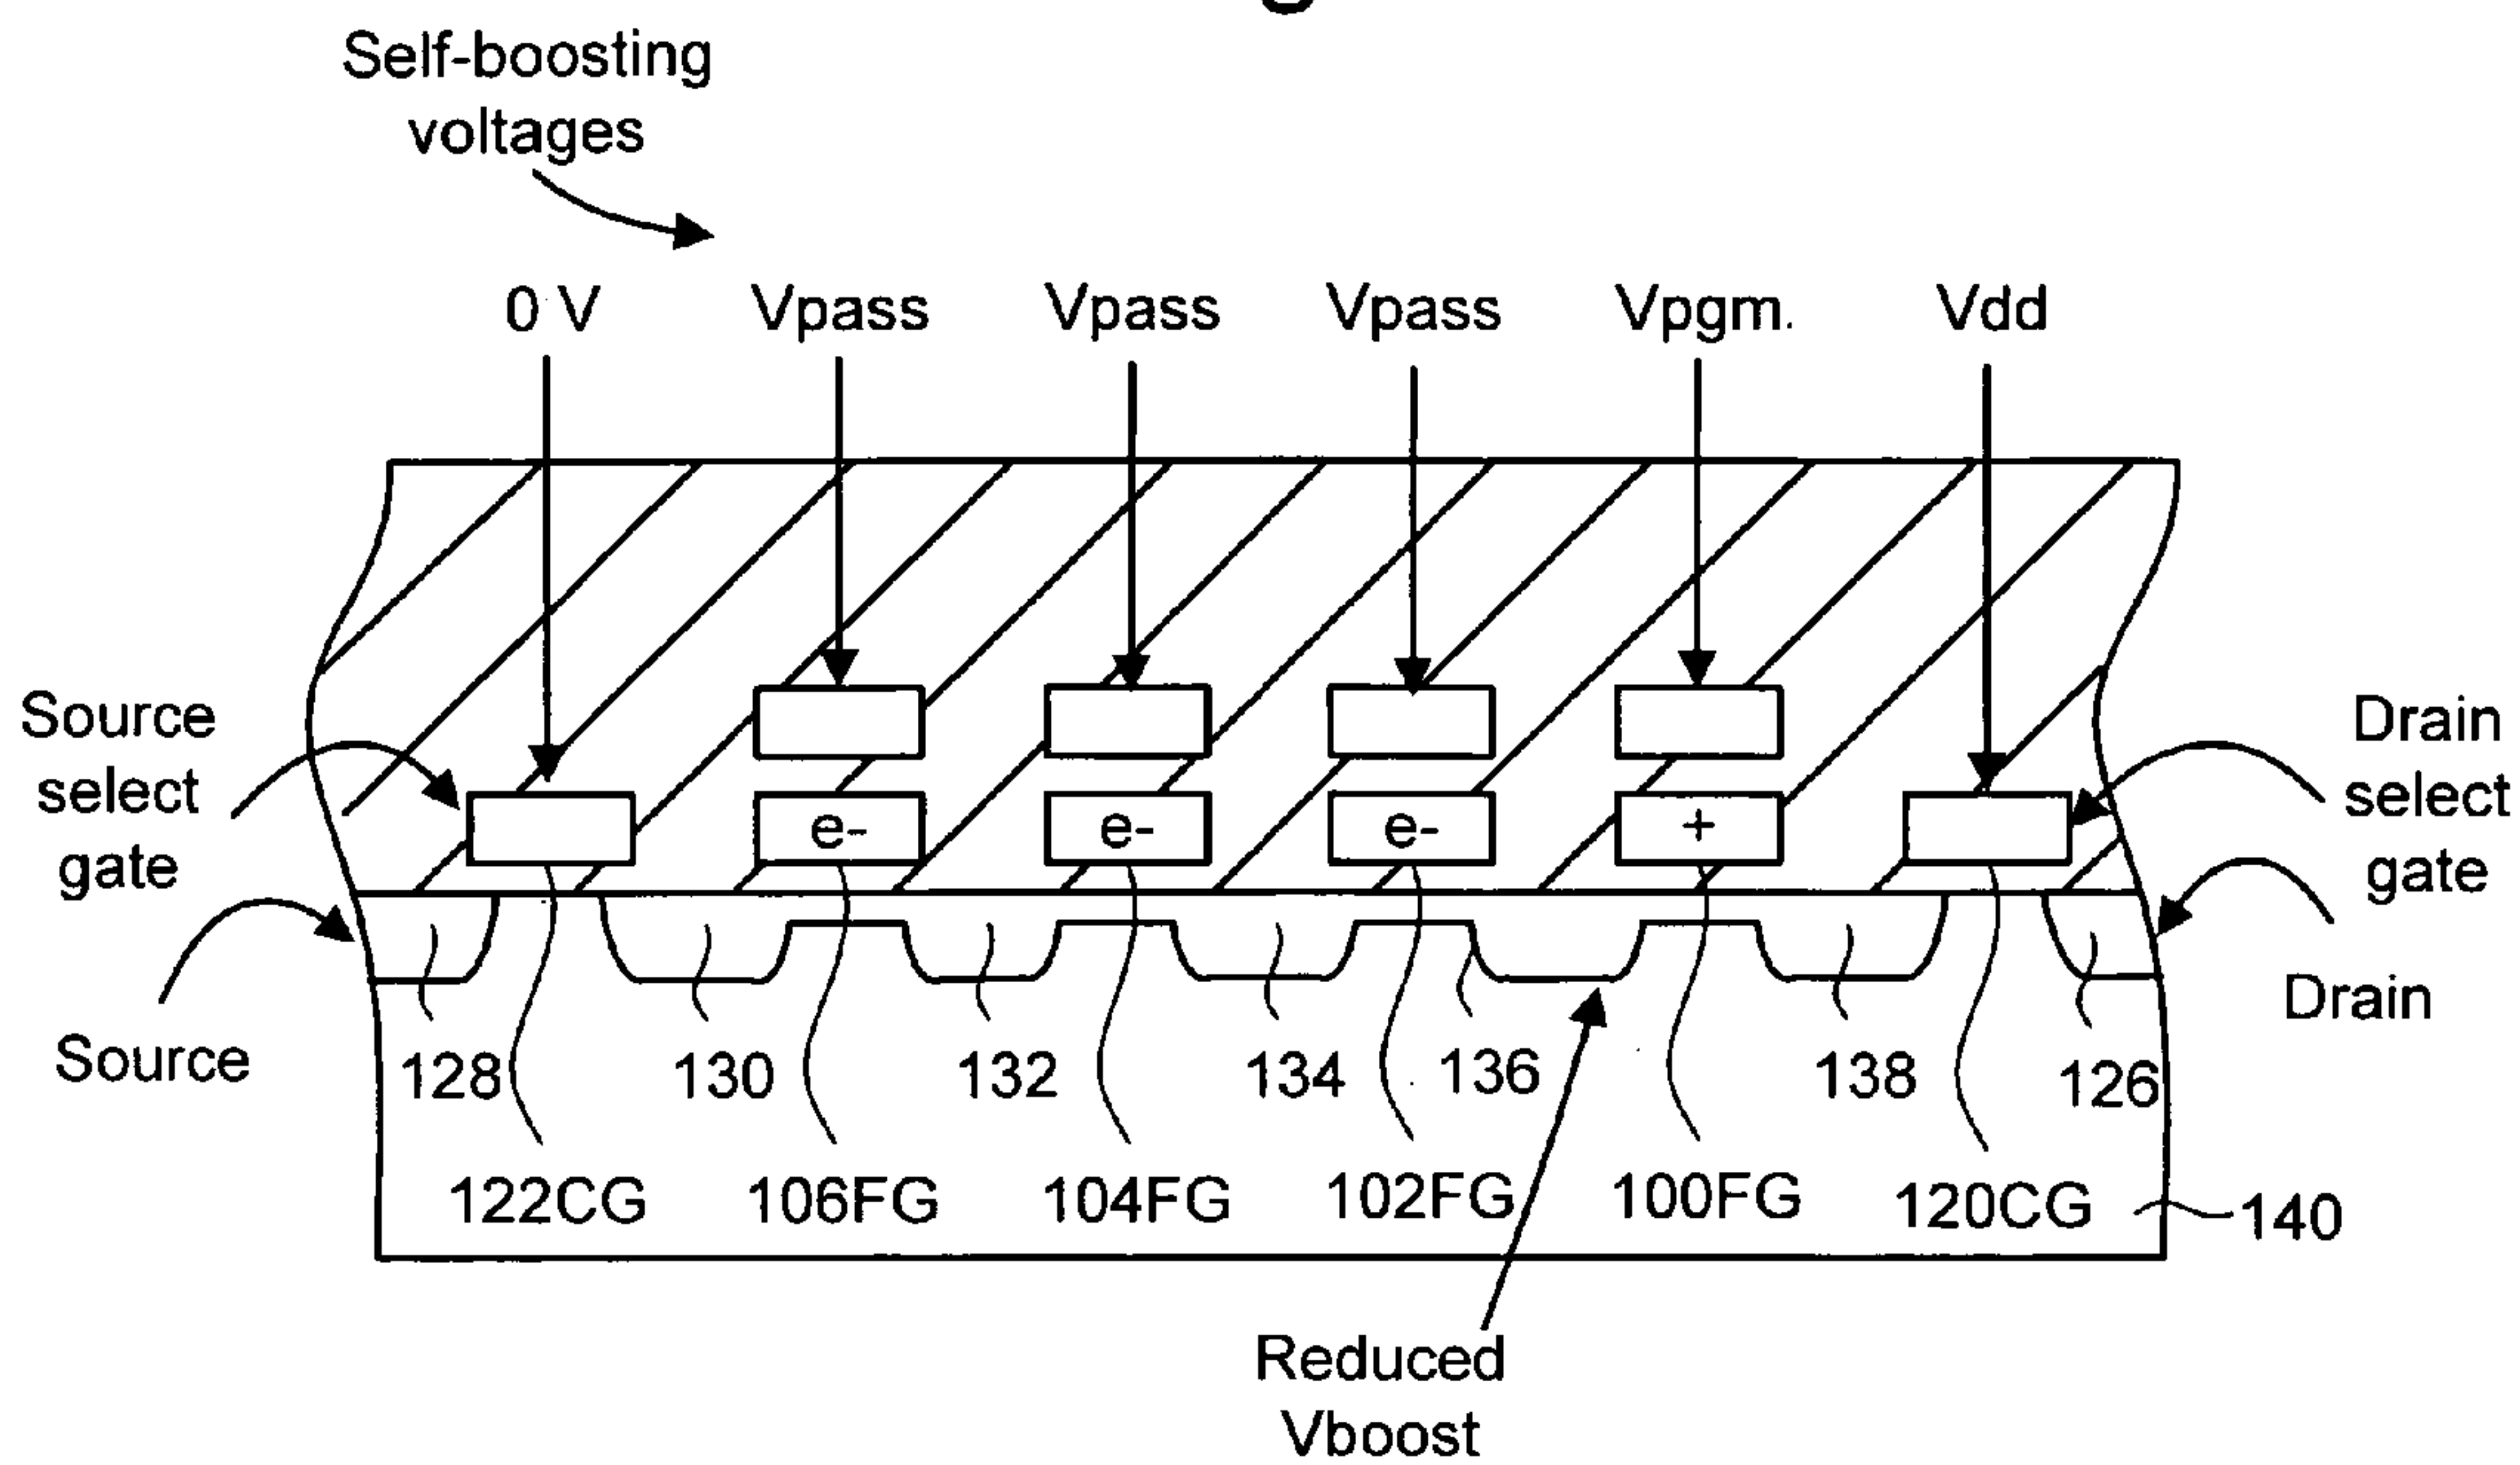 Self-boosting
voltages
0 V Vpass Vpass Vpass Vpgm. Vdd
Source
select
gate
Drain
select
gate
e- e- e- +
Source
Drain
128 130 132 134 136 138 126
122CG 106FG 104FG 102FG 100FG 120CG 140
Reduced
Vboost